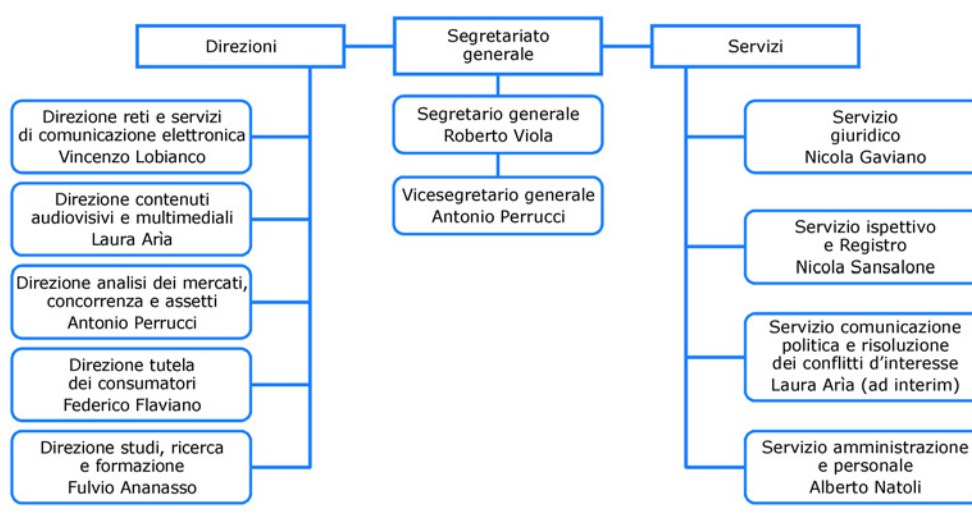 Direzioni
Segretariato
generale
Servizi
Direzione reti e servizi
di comunicazione elettronica
Vincenzo Lobianco
Direzione contenuti
audiovisivi e multimediali
Laura Arìa
Direzione analisi dei mercati,
concorrenza e assetti
Antonio Perrucci
Direzione tutela
dei consumatori
Federico Flaviano
Direzione studi, ricerca
e formazione
Fulvio Ananasso
Segretario generale
Roberto Viola
Vicesegretario generale
Antonio Perrucci
Servizio
giuridico
Nicola Gaviano
Servizio ispettivo
e Registro
Nicola Sansalone
Servizio comunicazione
politica e risoluzione
dei conflitti d'interesse
Laura Arìa (ad interim)
Servizio amministrazione
e personale
Alberto Natoli